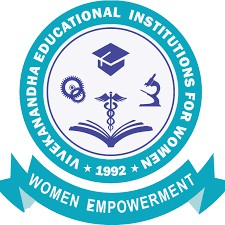 VIVEKANANDHA EDUCATIONAL INSTITUTIONS FOR WOMEN
★ 1992 ★
WOMEN EMPOWERMENT